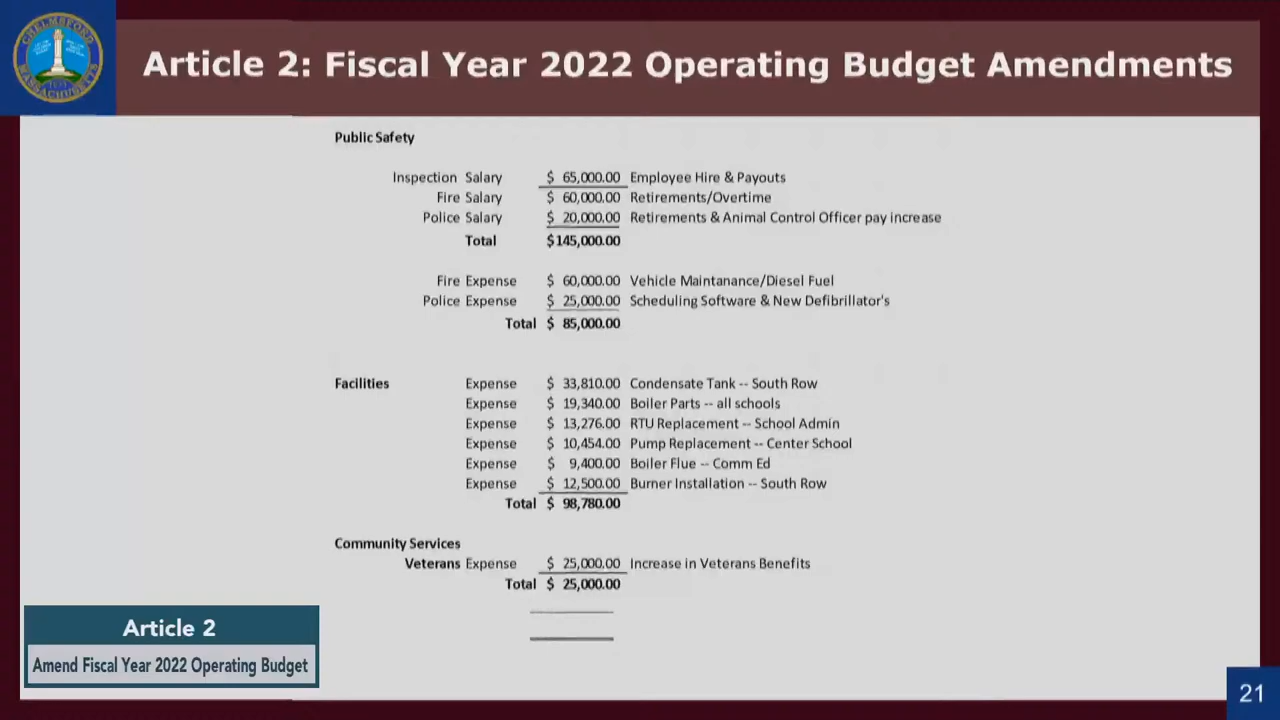 CHELMSFORD
MASSACHUSETTS
Article 2: Fiscal Year 2022 Operating Budget Amendments
Public Safety
Inspection Salary $ 65,000.00 Employee Hire & Payouts
Fire Salary $ 60,000.00 Retirements/Overtime
Police Salary $ 20,000.00 Retirements & Animal Control Officer pay increase
Total $145,000.00
Fire Expense $ 60,000.00 Vehicle Maintanance/Diesel Fuel
Police Expense $ 25,000.00 Scheduling Software & New Defibrillator's
Total $ 85,000.00
Facilities Expense $ 33,810.00 Condensate Tank -- South Row
Expense $ 19,340.00 Boiler Parts -- all schools
Expense $ 13,276.00 RTU Replacement -- School Admin
Expense $ 10,454.00 Pump Replacement -- Center School
Expense $ 9,400.00 Boiler Flue -- Comm Ed
Expense $ 12,500.00 Burner Installation -- South Row
Total $ 98,780.00
Community Services
Veterans Expense $ 25,000.00 Increase in Veterans Benefits
Total $ 25,000.00
Article 2
Amend Fiscal Year 2022 Operating Budget
21